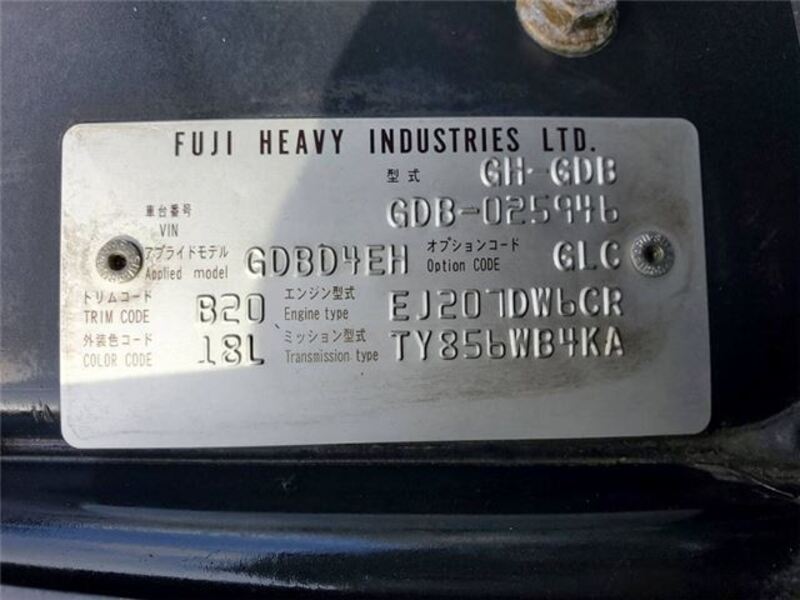 FUJI HEAVY INDUSTRIES LTD.
型式 GH-GDB
車台番号 VIN GDB-025946
アプライドモデル Applied model GDBD4EH オプションコード Option CODE GLC
トリムコード TRIM CODE B20 エンジン型式 Engine type EJ207DW6CR
外装色コード COLOR CODE 18L ミッション型式 Transmission type TY856WB4KA